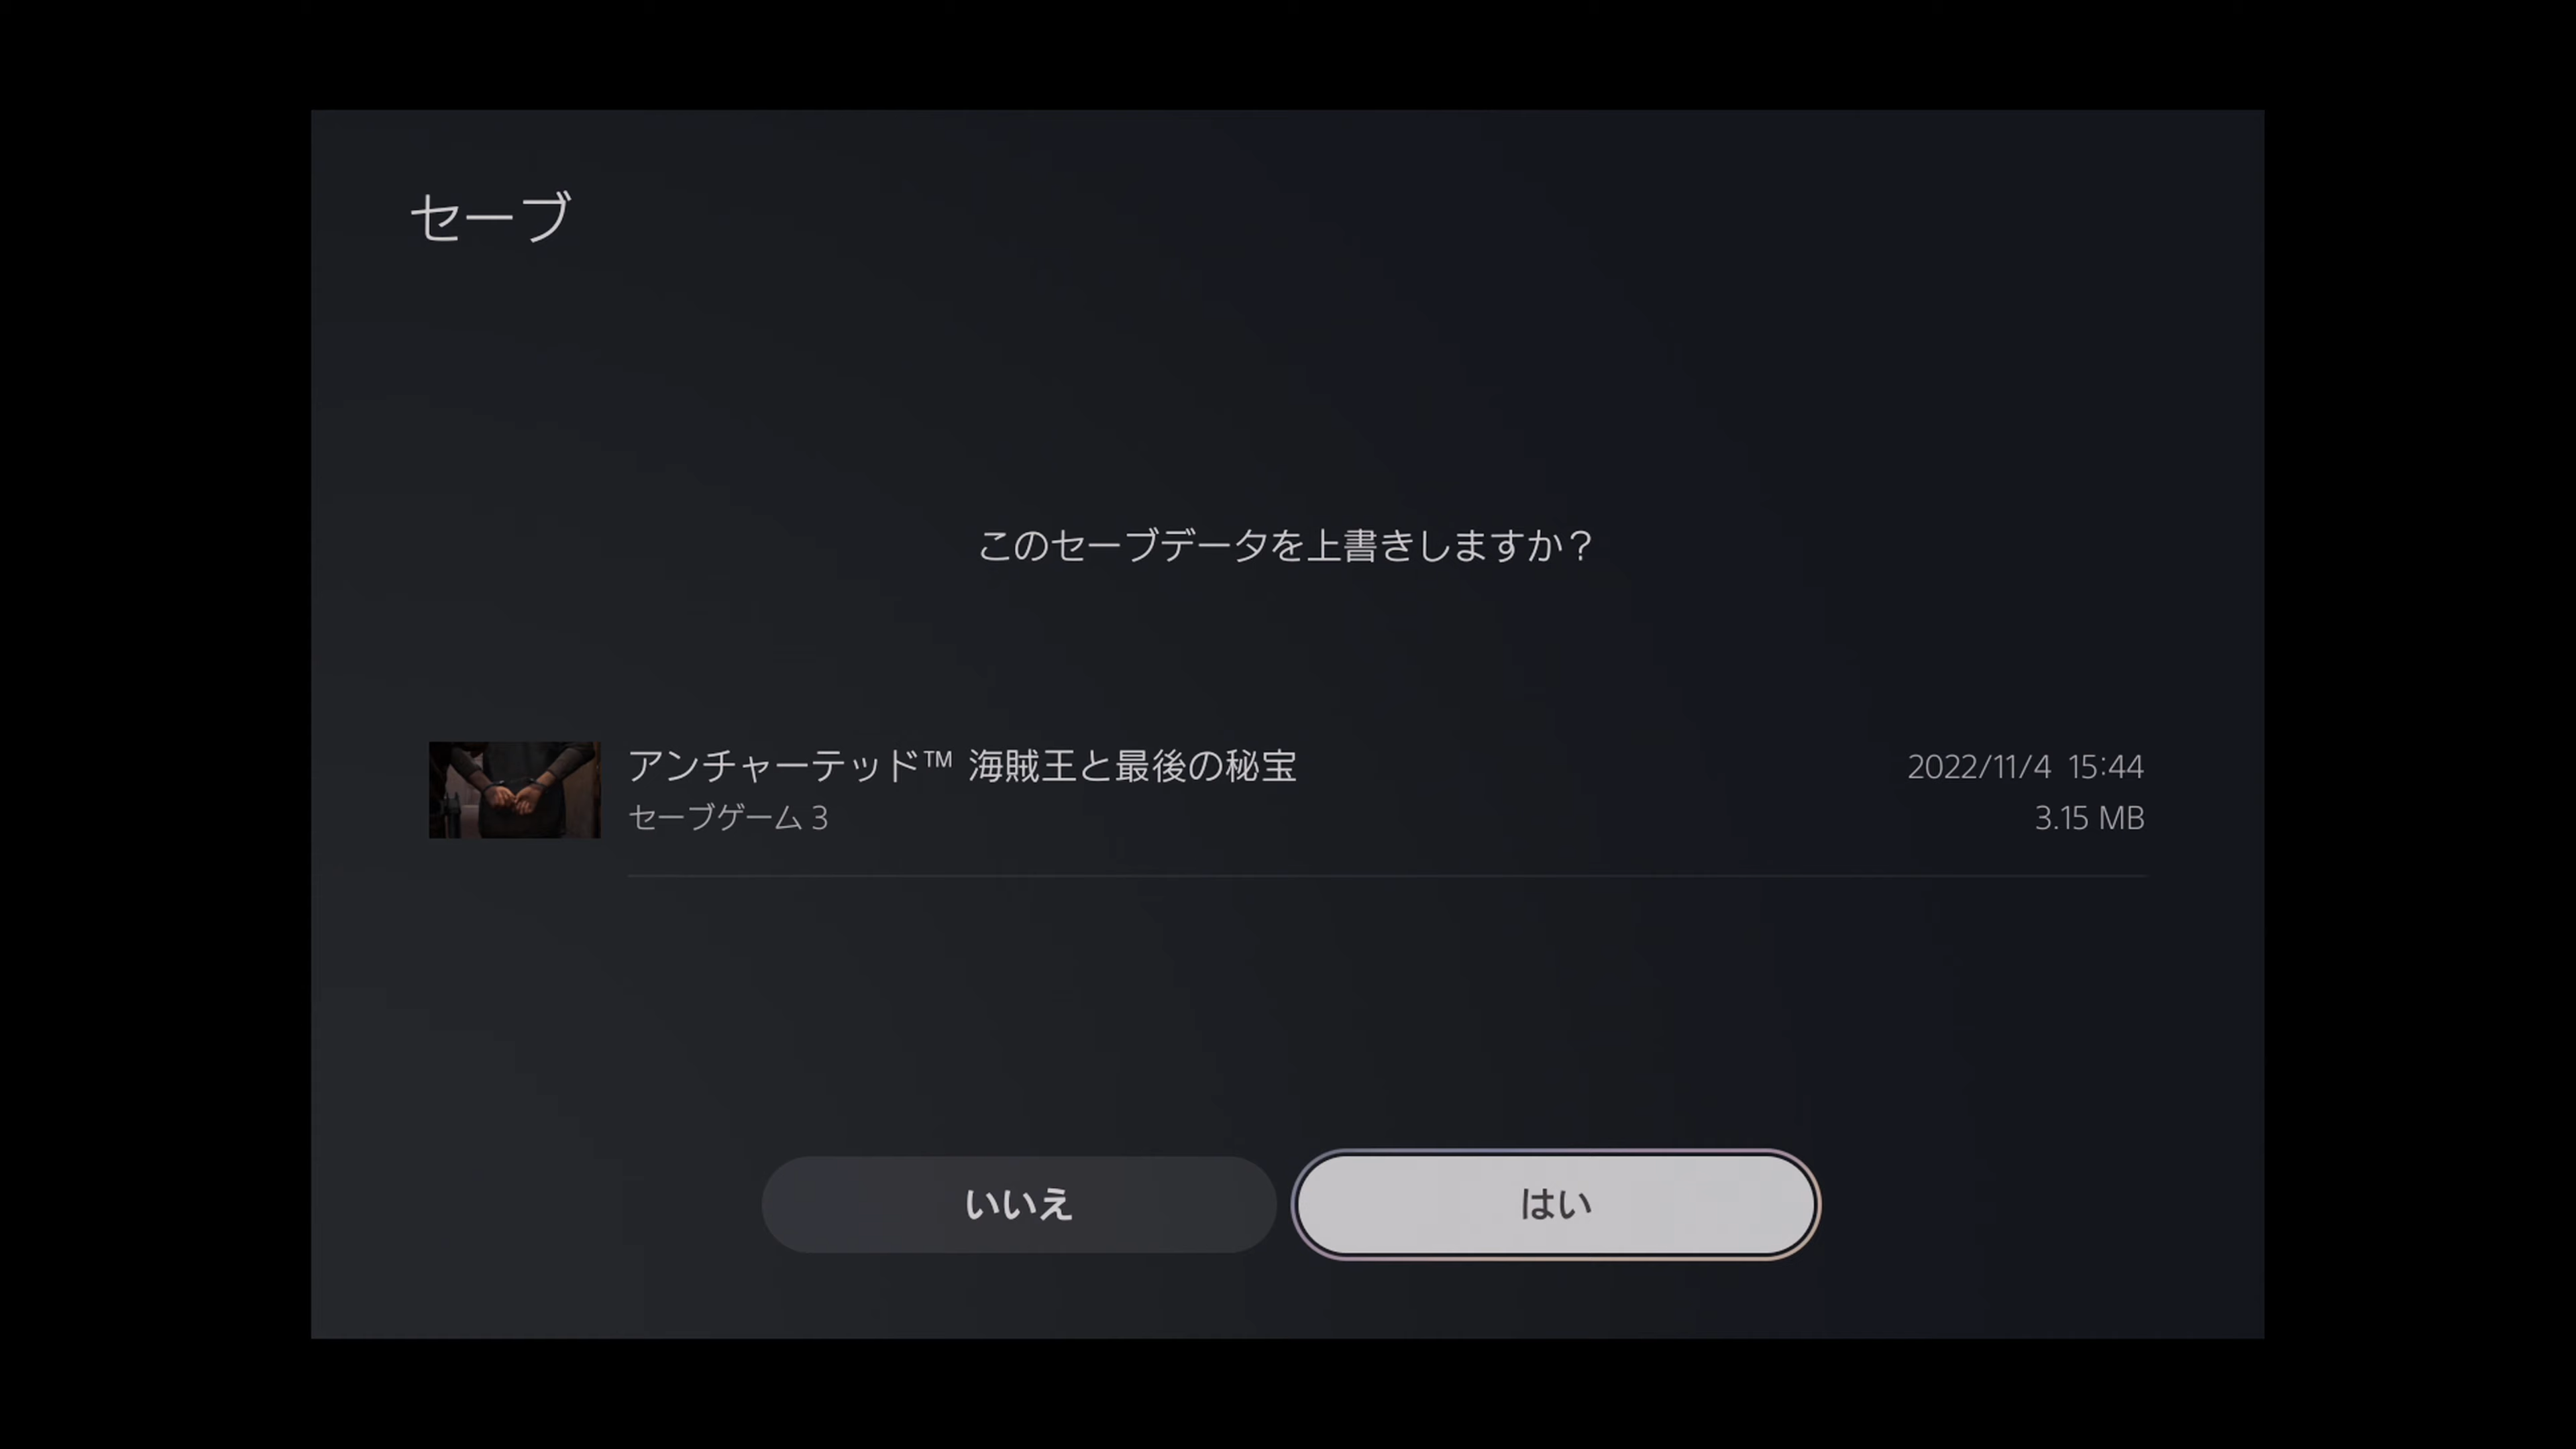 セーブ
このセーブデータを上書きしますか？
アンチャーテッド™ 海賊王と最後の秘宝
2022/11/4 15:44
セーブゲーム 3
3.15 MB
いいえ
はい